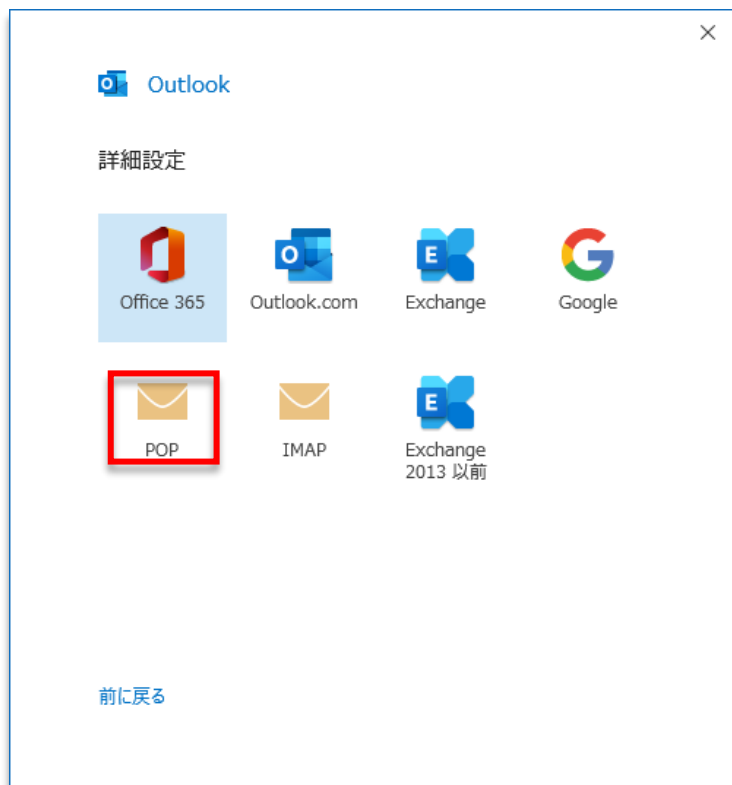 Outlook
詳細設定
Office 365
Outlook.com
Exchange
Google
POP
IMAP
Exchange
2013 以前
前に戻る